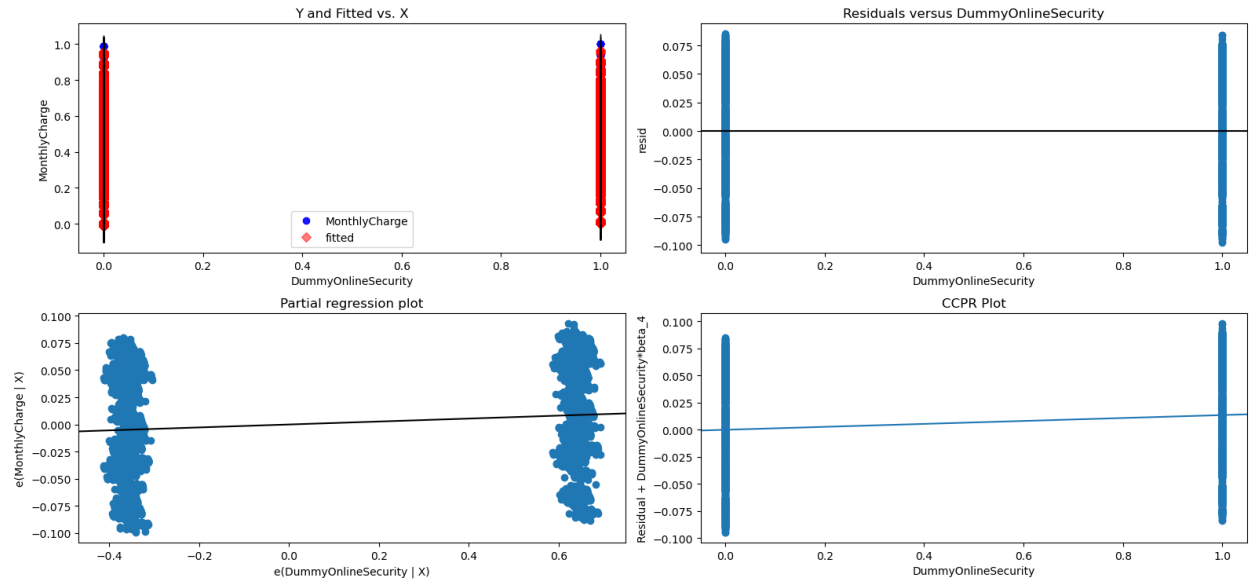 Y and Fitted vs. X
MonthlyCharge
1.0
0.8
0.6
0.4
0.2
0.0
MonthlyCharge
fitted
0.0 0.2 0.4 0.6 0.8 1.0
DummyOnlineSecurity
Residuals versus DummyOnlineSecurity
resid
0.075
0.050
0.025
0.000
−0.025
−0.050
−0.075
−0.100
0.0 0.2 0.4 0.6 0.8 1.0
DummyOnlineSecurity
Partial regression plot
e(MonthlyCharge | X)
0.100
0.075
0.050
0.025
0.000
−0.025
−0.050
−0.075
−0.100
−0.4 −0.2 0.0 0.2 0.4 0.6
e(DummyOnlineSecurity | X)
CCPR Plot
Residual + DummyOnlineSecurity*beta_4
0.100
0.075
0.050
0.025
0.000
−0.025
−0.050
−0.075
−0.100
0.0 0.2 0.4 0.6 0.8 1.0
DummyOnlineSecurity